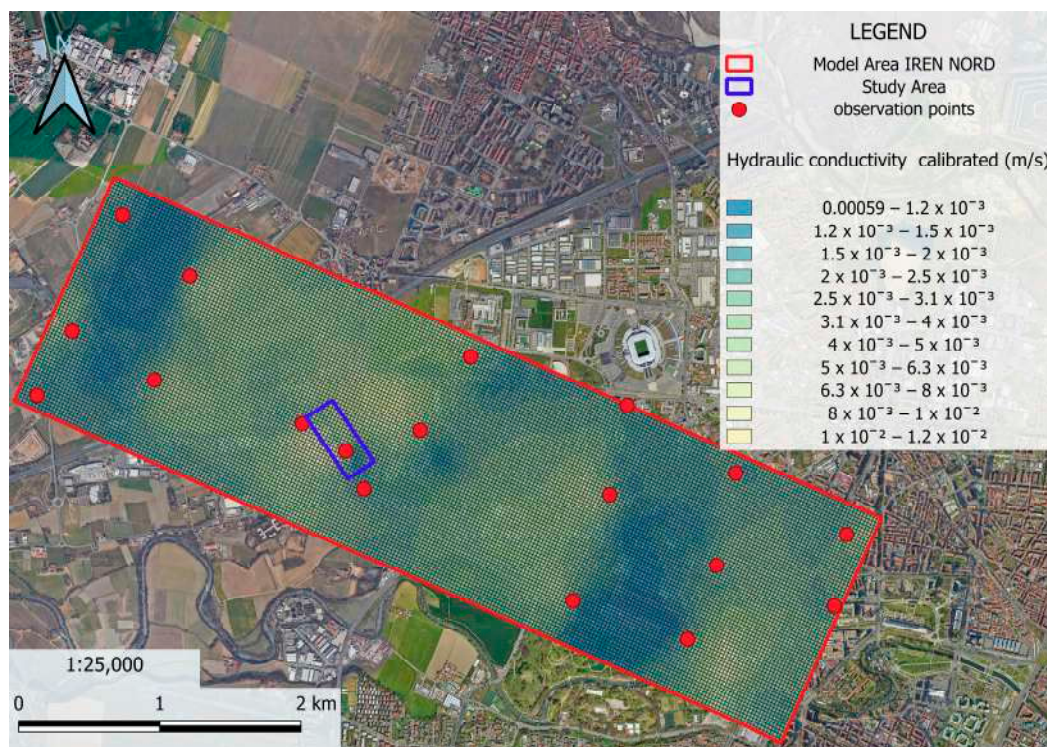 N
LEGEND
Model Area IREN NORD
Study Area
observation points
Hydraulic conductivity calibrated (m/s)
0.00059 – 1.2 x 10⁻³
1.2 x 10⁻³ – 1.5 x 10⁻³
1.5 x 10⁻³ – 2 x 10⁻³
2 x 10⁻³ – 2.5 x 10⁻³
2.5 x 10⁻³ – 3.1 x 10⁻³
3.1 x 10⁻³ – 4 x 10⁻³
4 x 10⁻³ – 5 x 10⁻³
5 x 10⁻³ – 6.3 x 10⁻³
6.3 x 10⁻³ – 8 x 10⁻³
8 x 10⁻³ – 1 x 10⁻²
1 x 10⁻² – 1.2 x 10⁻²
1:25,000
0 1 2 km